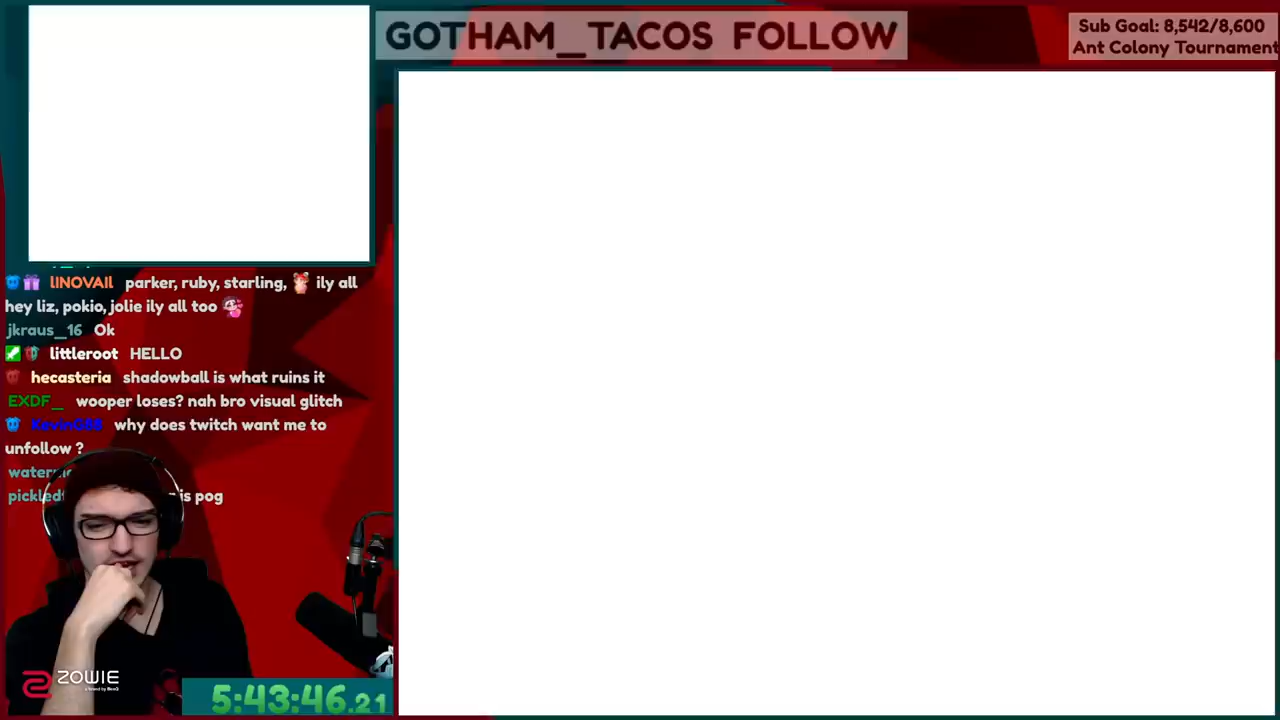 GOTHAM_TACOS FOLLOW
Sub Goal: 8,542/8,600
Ant Colony Tournament
lINOVAIl parker, ruby, starling, ily all
hey liz, pokio, jolie ily all too
jkraus_16 Ok
littleroot HELLO
hecasteria shadowball is what ruins it
EXDF_ wooper loses? nah bro visual glitch
why does twitch want me to
unfollow ?
is pog
ZOWIE
5:43:46.21